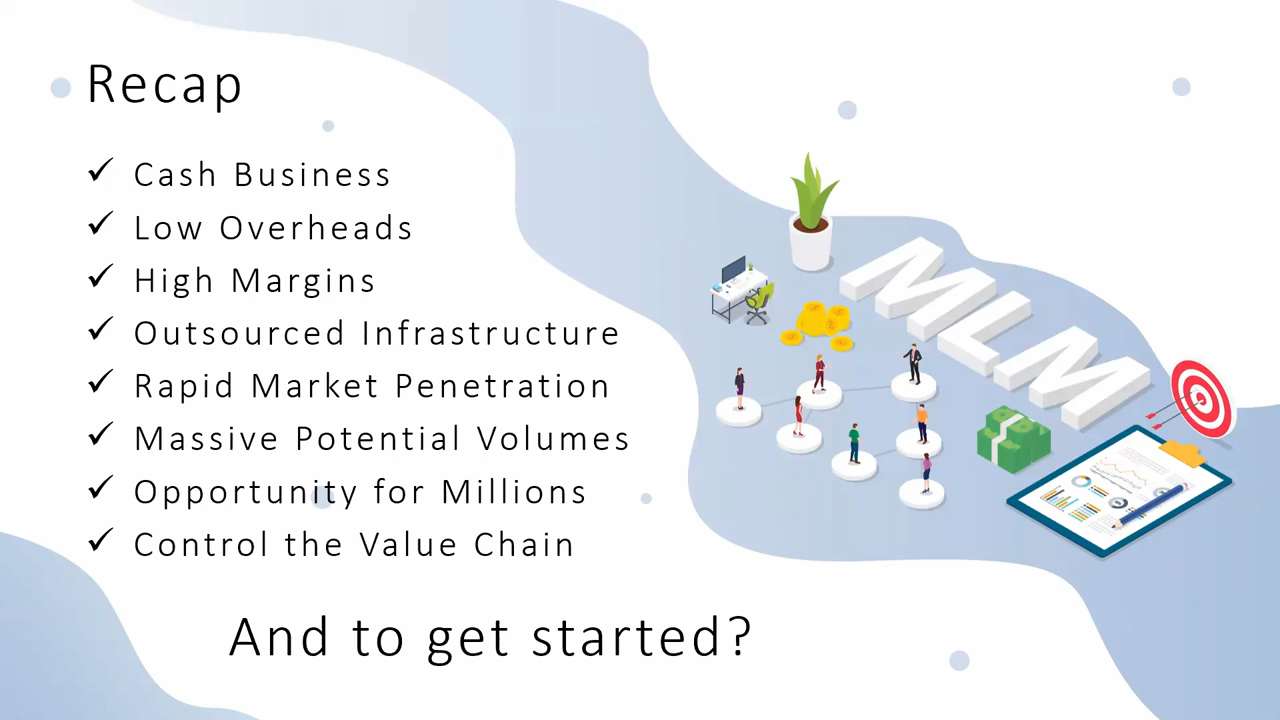 Recap
✓ Cash Business
✓ Low Overheads
✓ High Margins
✓ Outsourced Infrastructure
✓ Rapid Market Penetration
✓ Massive Potential Volumes
✓ Opportunity for Millions
✓ Control the Value Chain
And to get started?
MLM